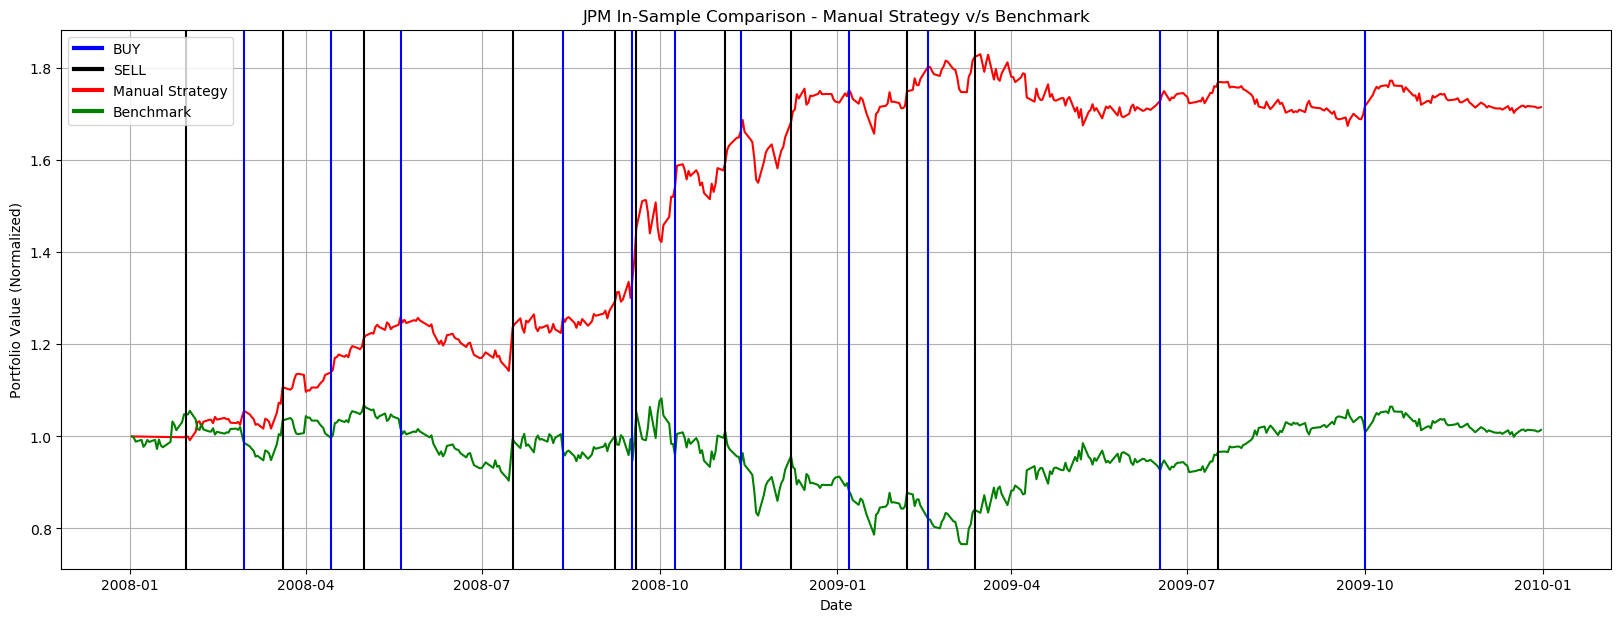 JPM In-Sample Comparison - Manual Strategy v/s Benchmark
BUY
SELL
Manual Strategy
Benchmark
Portfolio Value (Normalized)
1.8
1.6
1.4
1.2
1.0
0.8
2008-01 2008-04 2008-07 2008-10 2009-01 2009-04 2009-07 2009-10 2010-01
Date